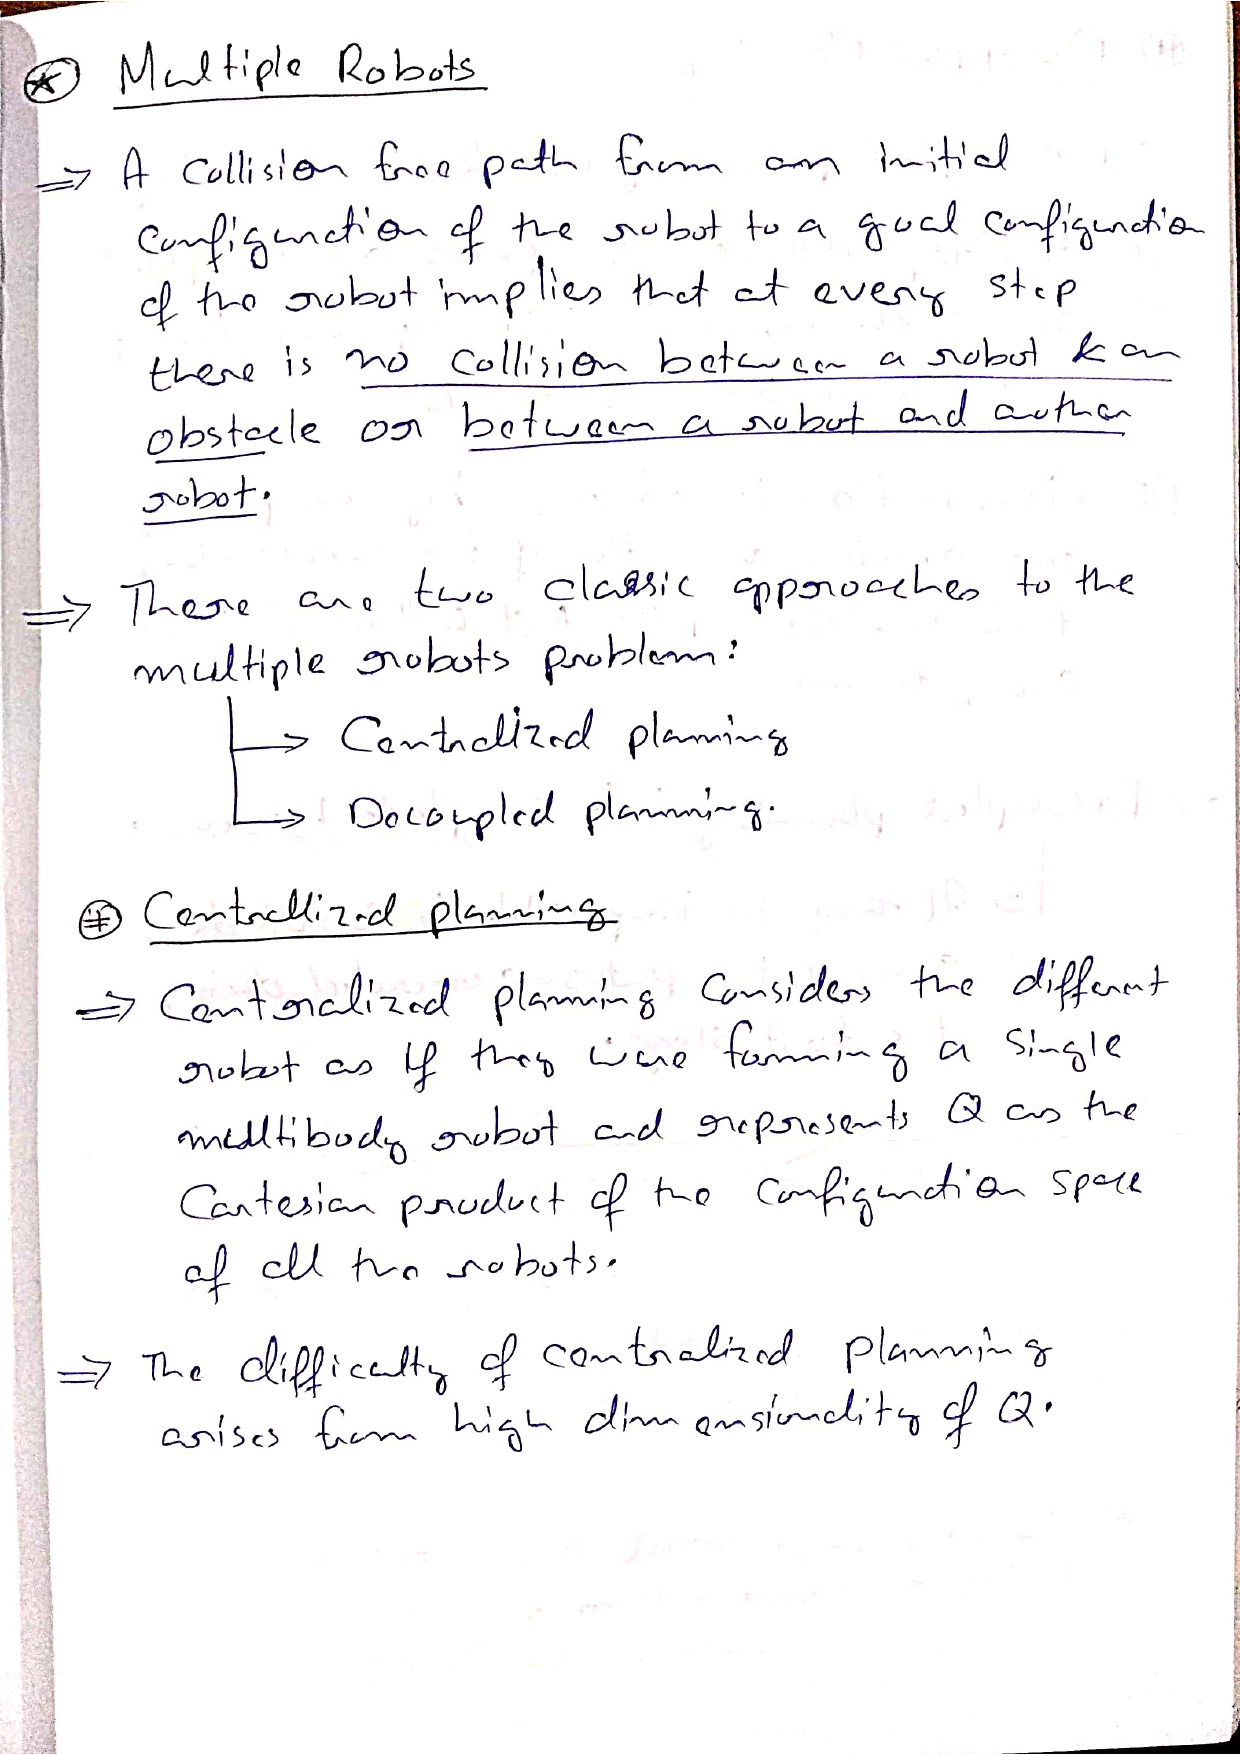 Multiple Robots
⇒ A Collision free path from an initial
configuration of the robot to a goal configuration
of the robot implies that at every step
there is no collision between a robot & an
obstacle or between a robot and author
robot.
⇒ There are two classic approaches to the
multiple robots problem:
→ Centralized planning
→ Decoupled planning.
Centrallized planning
⇒ Centralized planning Considers the different
robot as if they were forming a single
multibody robot and represents Q as the
Cartesian product of the Configuration space
of all the robots.
⇒ The difficulty of centralized planning
arises from high dimensionality of Q.